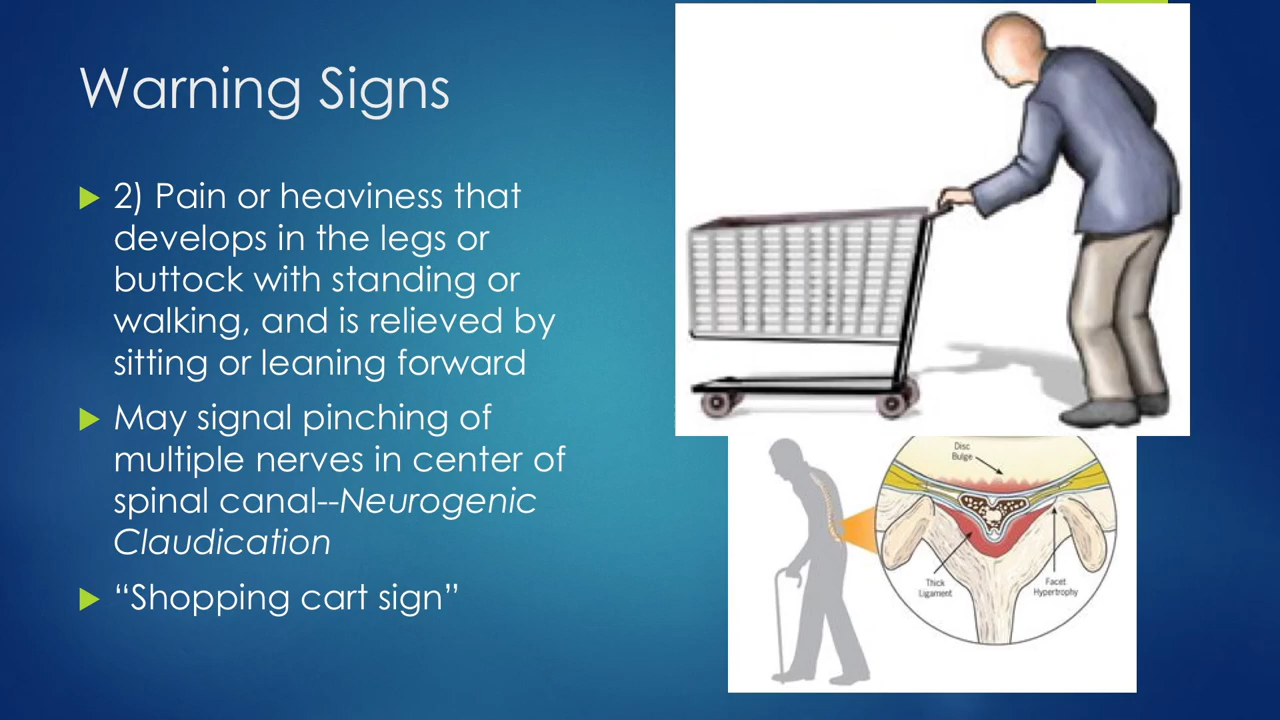 Warning Signs
2) Pain or heaviness that
develops in the legs or
buttock with standing or
walking, and is relieved by
sitting or leaning forward
May signal pinching of
multiple nerves in center of
spinal canal--Neurogenic
Claudication
“Shopping cart sign”
Disc
Bulge
Thick
Ligament
Facet
Hypertrophy